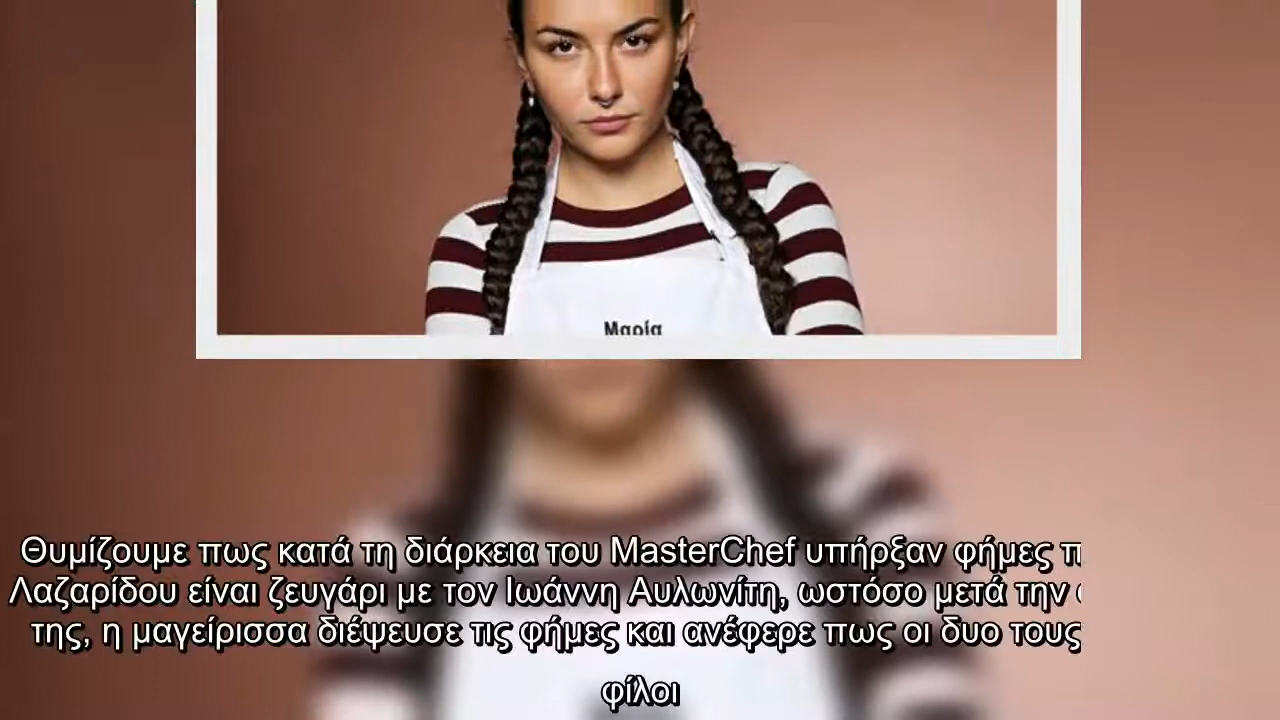 Μαρία
Θυμίζουμε πως κατά τη διάρκεια του MasterChef υπήρξαν φήμες
Λαζαρίδου είναι ζευγάρι με τον Ιωάννη Αυλωνίτη, ωστόσο μετά την
της, η μαγείρισσα διέψευσε τις φήμες και ανέφερε πως οι δυο τους
φίλοι